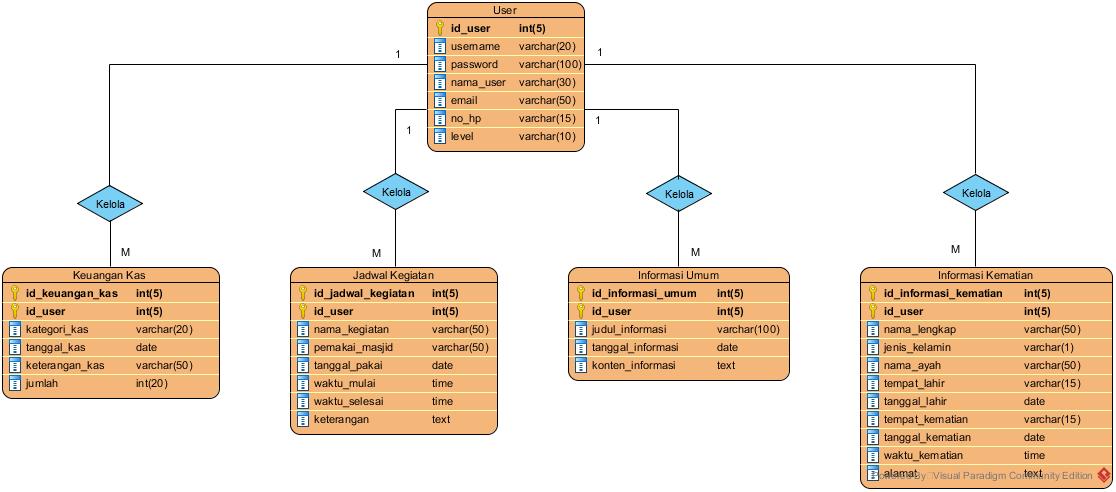 User
id_user int(5)
username varchar(20)
password varchar(100)
nama_user varchar(30)
email varchar(50)
no_hp varchar(15)
level varchar(10)
1
1
1
1
Kelola
Kelola
Kelola
Kelola
M
M
M
M
Keuangan Kas
id_keuangan_kas int(5)
id_user int(5)
kategori_kas varchar(20)
tanggal_kas date
keterangan_kas varchar(50)
jumlah int(20)
Jadwal Kegiatan
id_jadwal_kegiatan int(5)
id_user int(5)
nama_kegiatan varchar(50)
pemakai_masjid varchar(50)
tanggal_pakai date
waktu_mulai time
waktu_selesai time
keterangan text
Informasi Umum
id_informasi_umum int(5)
id_user int(5)
judul_informasi varchar(100)
tanggal_informasi date
konten_informasi text
Informasi Kematian
id_informasi_kematian int(5)
id_user int(5)
nama_lengkap varchar(50)
jenis_kelamin varchar(1)
nama_ayah varchar(50)
tempat_lahir varchar(15)
tanggal_lahir date
tempat_kematian varchar(15)
tanggal_kematian date
waktu_kematian time
alamat text
Powered By Visual Paradigm Community Edition